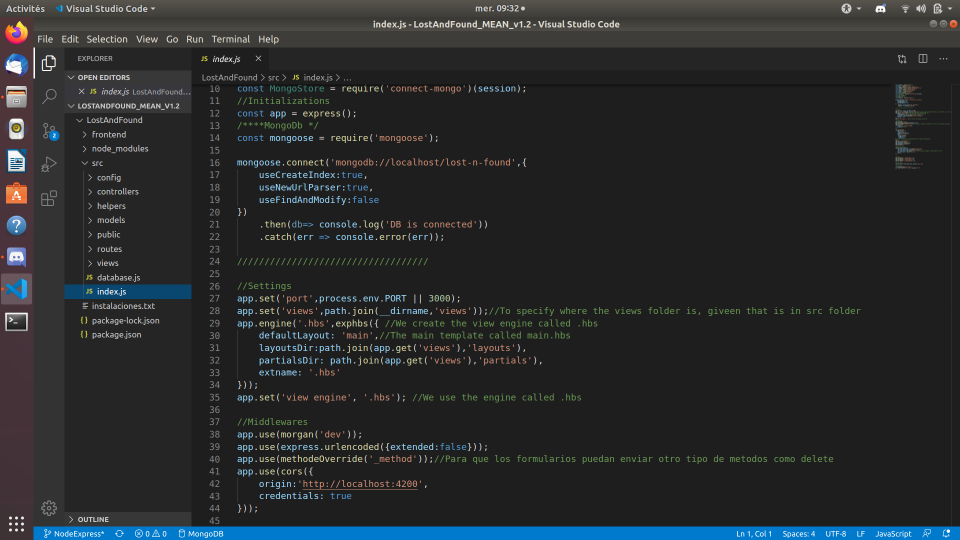 Activités
Visual Studio Code
mer. 09:32
index.js - LostAndFound_MEAN_v1.2 - Visual Studio Code
File Edit Selection View Go Run Terminal Help
EXPLORER
OPEN EDITORS
index.js LostAndFound...
LOSTANDFOUND_MEAN_V1.2
LostAndFound
frontend
node_modules
src
config
controllers
helpers
models
public
routes
views
JS database.js
JS index.js
instalaciones.txt
{} package-lock.json
{} package.json
OUTLINE
2
JS index.js
LostAndFound > src > JS index.js > ...
10 const MongoStore = require('connect-mongo')(session);
11 //Initializations
12 const app = express();
13 /****MongoDb */
14 const mongoose = require('mongoose');
15
16 mongoose.connect('mongodb://localhost/lost-n-found',{
17     useCreateIndex:true,
18     useNewUrlParser:true,
19     useFindAndModify:false
20 })
21     .then(db=> console.log('DB is connected'))
22     .catch(err => console.error(err));
23
24 ///////////////////////////////////
25
26 //Settings
27 app.set('port',process.env.PORT || 3000);
28 app.set('views',path.join(__dirname,'views'));//To specify where the views folder is, giveen that is in src folder
29 app.engine('.hbs',exphbs({ //We create the view engine called .hbs
30     defaultLayout: 'main',//The main template called main.hbs
31     layoutsDir:path.join(app.get('views'),'layouts'),
32     partialsDir: path.join(app.get('views'),'partials'),
33     extname: '.hbs'
34 }));
35 app.set('view engine', '.hbs'); //We use the engine called .hbs
36
37 //Middlewares
38 app.use(morgan('dev'));
39 app.use(express.urlencoded({extended:false}));
40 app.use(methodeOverride('_method'));//Para que los formularios puedan enviar otro tipo de metodos como delete
41 app.use(cors({
42     origin:'http://localhost:4200',
43     credentials: true
44 }));
45
NodeExpress* 0 0 MongoDB Ln 1, Col 1 Spaces: 4 UTF-8 LF JavaScript